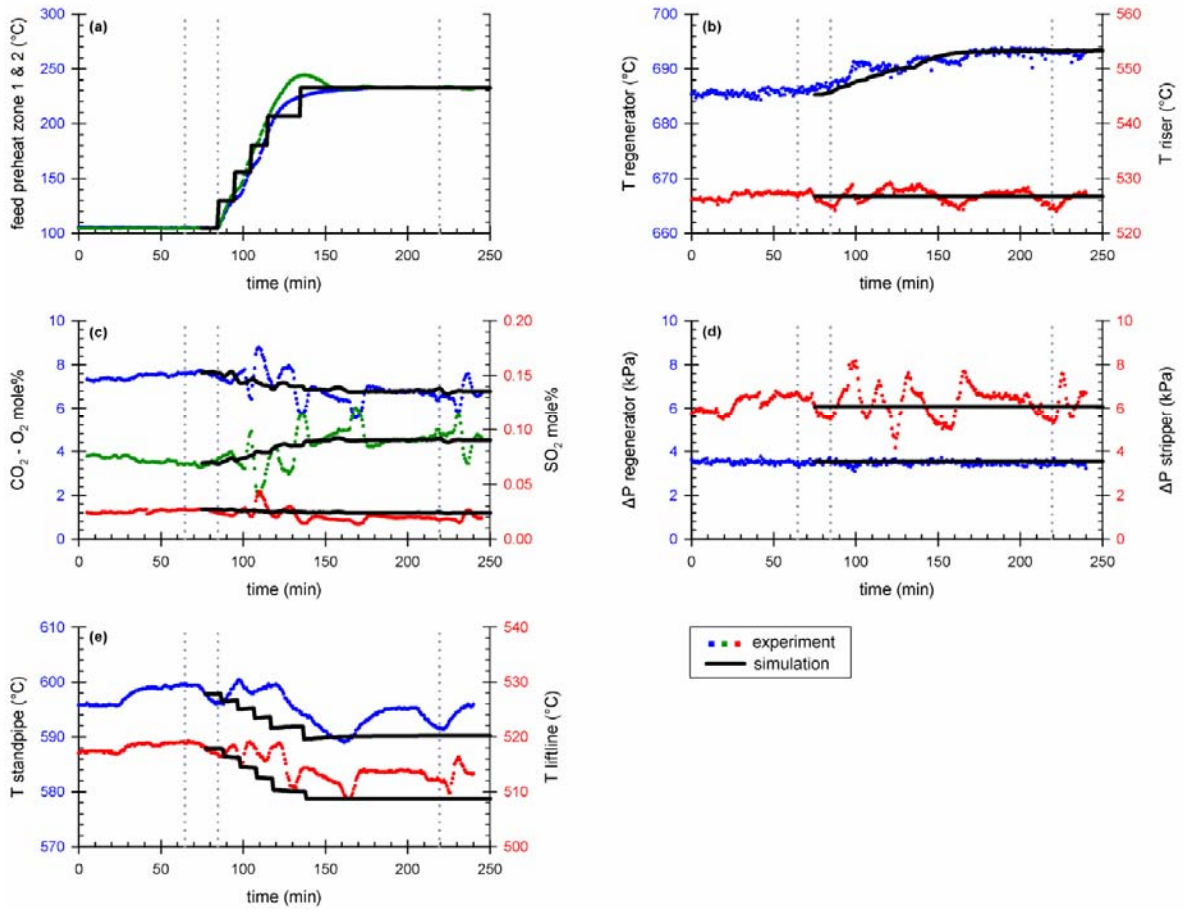 (a)
feed preheat zone 1 & 2 (°C)
300
250
200
150
100
0 50 100 150 200 250
time (min)
(b)
T regenerator (°C)
700
690
680
670
660
T riser (°C)
560
550
540
530
520
0 50 100 150 200 250
time (min)
(c)
CO₂ - O₂ mole%
10
8
6
4
2
0
SO₂ mole%
0.20
0.15
0.10
0.05
0.00
0 50 100 150 200 250
time (min)
(d)
ΔP regenerator (kPa)
10
8
6
4
2
0
ΔP stripper (kPa)
10
8
6
4
2
0
0 50 100 150 200 250
time (min)
(e)
T standpipe (°C)
610
600
590
580
570
T liftline (°C)
540
530
520
510
500
0 50 100 150 200 250
time (min)
experiment
simulation